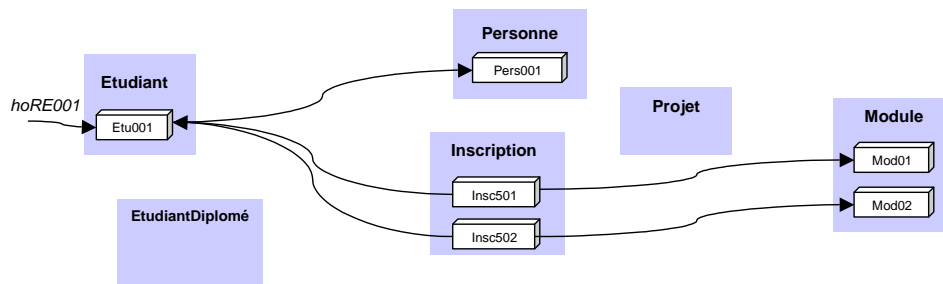 Personne
Pers001
Etudiant
hoRE001
Etu001
Projet
Module
Mod01
Mod02
Inscription
Insc501
Insc502
EtudiantDiplomé